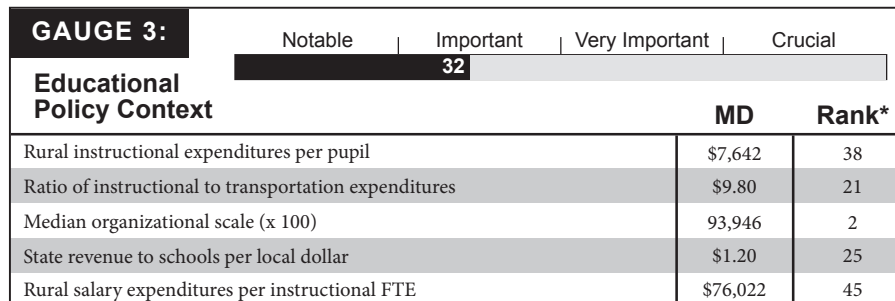 GAUGE 3:
Notable Important Very Important Crucial
32
Educational
Policy Context
MD Rank*
Rural instructional expenditures per pupil $7,642 38
Ratio of instructional to transportation expenditures $9.80 21
Median organizational scale (x 100) 93,946 2
State revenue to schools per local dollar $1.20 25
Rural salary expenditures per instructional FTE $76,022 45